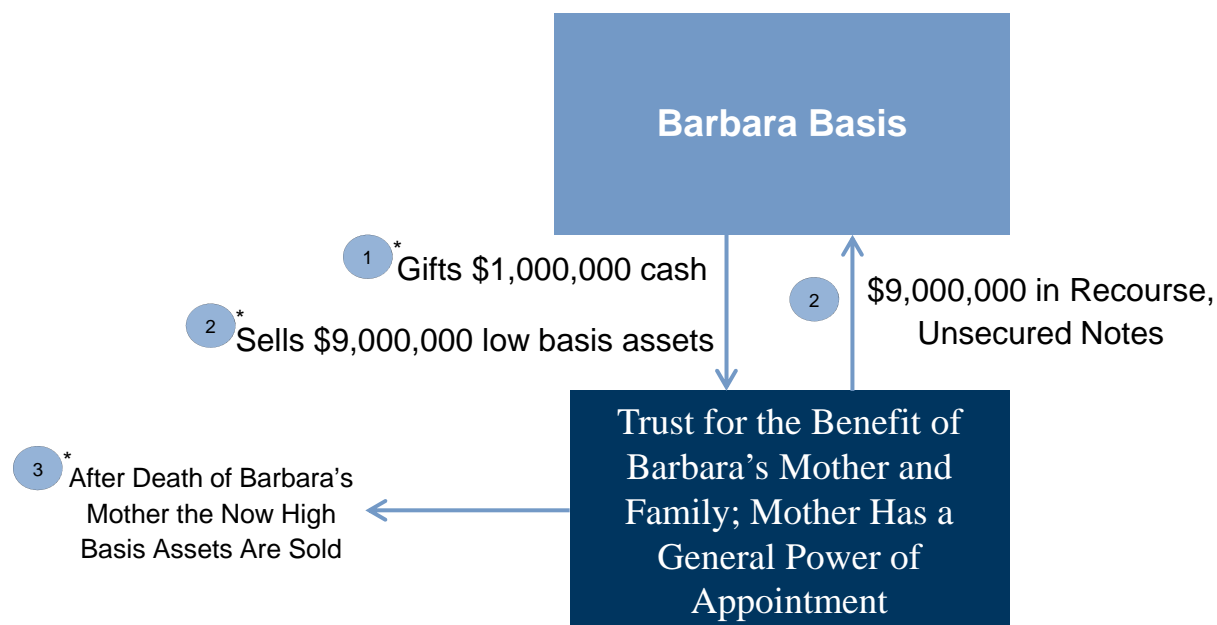 Barbara Basis
1
*
Gifts $1,000,000 cash
2
*
Sells $9,000,000 low basis assets
2
$9,000,000 in Recourse,
Unsecured Notes
Trust for the Benefit of
Barbara's Mother and
Family; Mother Has a
General Power of
Appointment
3
*
After Death of Barbara's
Mother the Now High
Basis Assets Are Sold